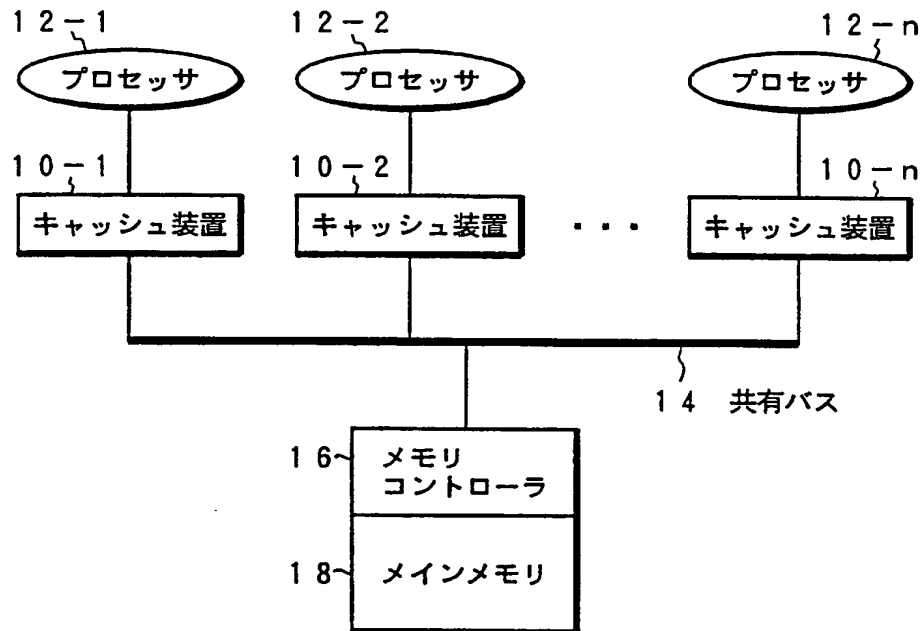 12-1
12-2
12-n
プロセッサ
プロセッサ
プロセッサ
10-1
10-2
10-n
キャッシュ装置
キャッシュ装置
・・・
キャッシュ装置
14 共有バス
16
メモリ
コントローラ
18
メインメモリ